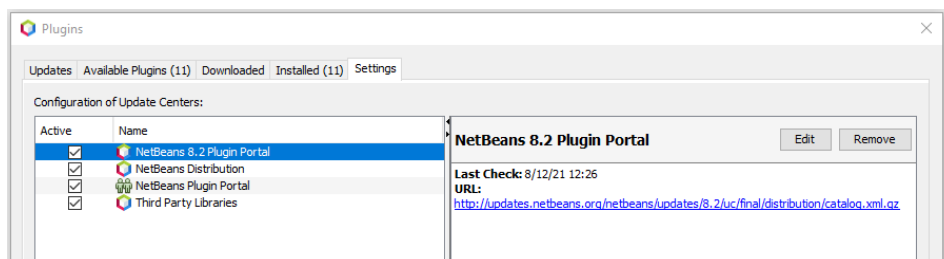 Plugins
Updates Available Plugins (11) Downloaded Installed (11) Settings
Configuration of Update Centers:
Active Name
NetBeans 8.2 Plugin Portal
NetBeans Distribution
NetBeans Plugin Portal
Third Party Libraries
NetBeans 8.2 Plugin Portal Edit Remove
Last Check: 8/12/21 12:26
URL:
http://updates.netbeans.org/netbeans/updates/8.2/uc/final/distribution/catalog.xml.gz